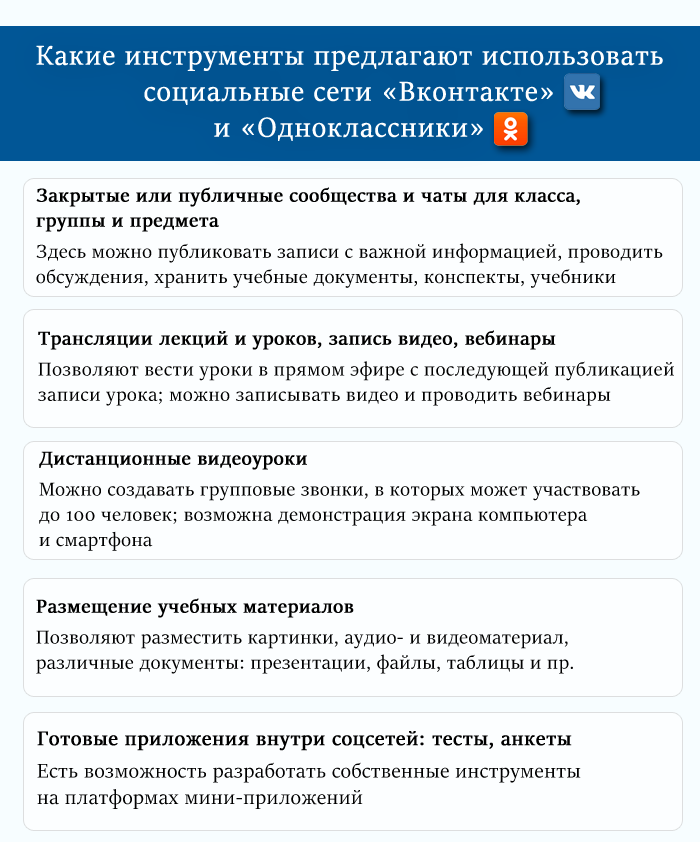 Какие инструменты предлагают использовать
социальные сети «Вконтакте»
и «Одноклассники»
Закрытые или публичные сообщества и чаты для класса,
группы и предмета
Здесь можно публиковать записи с важной информацией, проводить
обсуждения, хранить учебные документы, конспекты, учебники
Трансляции лекций и уроков, запись видео, вебинары
Позволяют вести уроки в прямом эфире с последующей публикацией
записи урока; можно записывать видео и проводить вебинары
Дистанционные видеоуроки
Можно создавать групповые звонки, в которых может участвовать
до 100 человек; возможна демонстрация экрана компьютера
и смартфона
Размещение учебных материалов
Позволяют разместить картинки, аудио- и видеоматериал,
различные документы: презентации, файлы, таблицы и пр.
Готовые приложения внутри соцсетей: тесты, анкеты
Есть возможность разработать собственные инструменты
на платформах мини-приложений